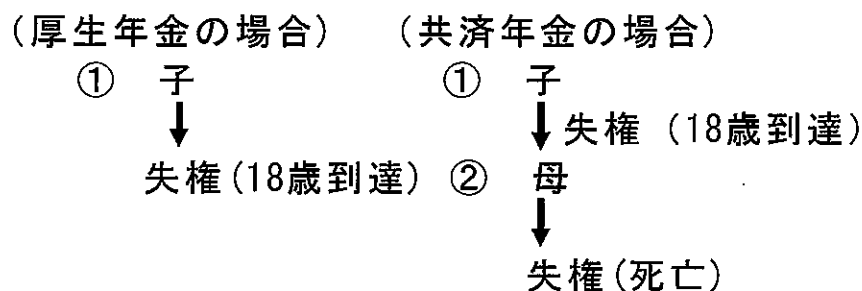 (厚生年金の場合) (共済年金の場合)
① 子 ① 子
失権 (18歳到達)
失権(18歳到達) ② 母
失権(死亡)